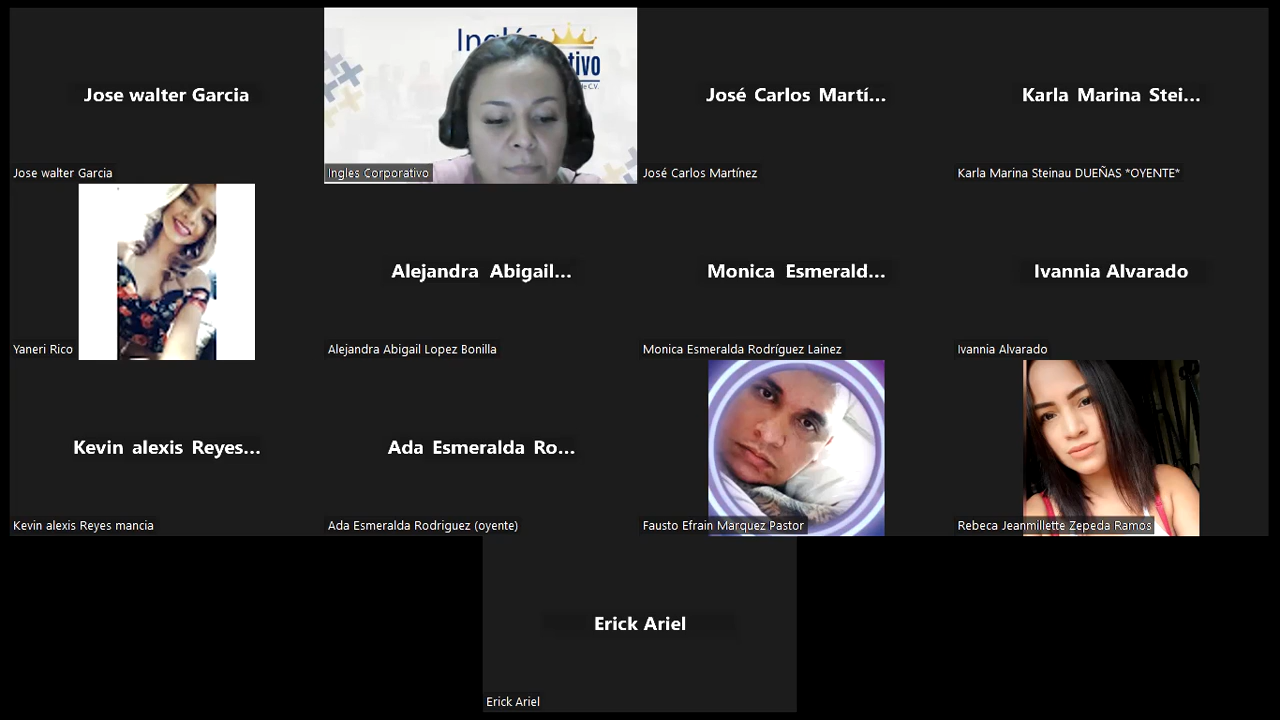 Jose walter Garcia
Jose walter Garcia
Inglés
tivo
de C.V.
Ingles Corporativo
José Carlos Martí...
José Carlos Martínez
Karla Marina Stei...
Karla Marina Steinau DUEÑAS *OYENTE*
Yaneri Rico
Alejandra Abigail...
Alejandra Abigail Lopez Bonilla
Monica Esmerald...
Monica Esmeralda Rodríguez Lainez
Ivannia Alvarado
Ivannia Alvarado
Kevin alexis Reyes...
Kevin alexis Reyes mancia
Ada Esmeralda Ro...
Ada Esmeralda Rodriguez (oyente)
Fausto Efrain Marquez Pastor
Rebeca Jeanmillette Zepeda Ramos
Erick Ariel
Erick Ariel